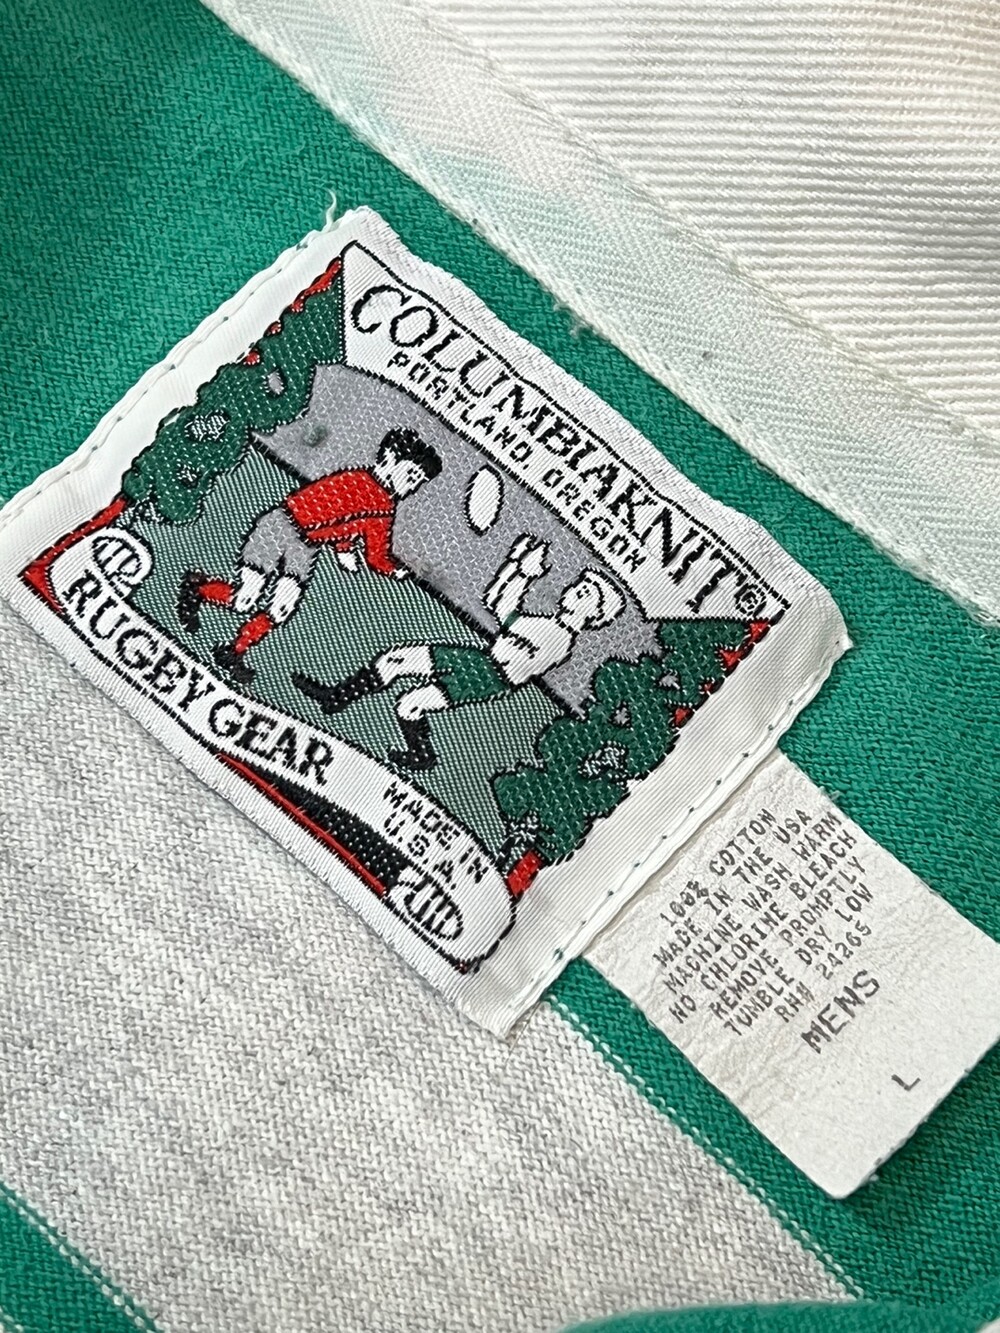 COLUMBIAKNIT®
PORTLAND, OREGON
RUGBY GEAR
MADE IN
U.S.A.
100% COTTON
MADE IN THE USA
MACHINE WASH WARM
NO CHLORINE BLEACH
REMOVE PROMPTLY
TUMBLE DRY LOW
24265
MENS
L